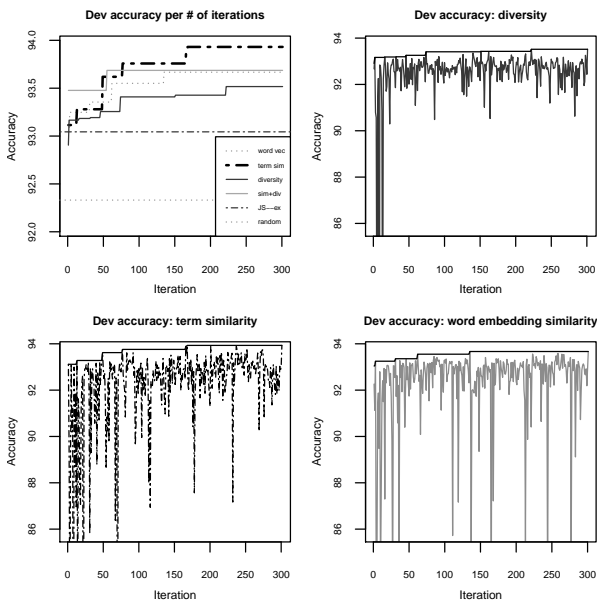 Dev accuracy per # of iterations
Accuracy
94.0
93.5
93.0
92.5
92.0
word vec
term sim
diversity
sim+div
JS−−ex
random
0 50 100 150 200 250 300
Iteration
Dev accuracy: diversity
Accuracy
94
92
90
88
86
0 50 100 150 200 250 300
Iteration
Dev accuracy: term similarity
Accuracy
94
92
90
88
86
0 50 100 150 200 250 300
Iteration
Dev accuracy: word embedding similarity
Accuracy
94
92
90
88
86
0 50 100 150 200 250 300
Iteration